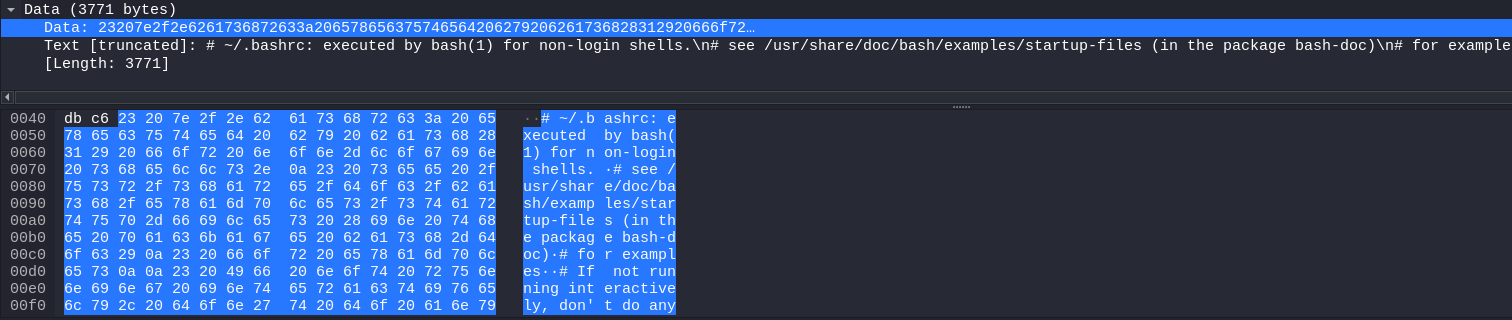 Data (3771 bytes)
Data: 23207e2f2e6261736872633a206578656375746564206279206261736828312920666f72…
Text [truncated]: # ~/.bashrc: executed by bash(1) for non-login shells.\n# see /usr/share/doc/bash/examples/startup-files (in the package bash-doc)\n# for example
[Length: 3771]
0040 db c6 23 20 7e 2f 2e 62 61 73 68 72 63 3a 20 65 ··# ~/.b ashrc: e
0050 78 65 63 75 74 65 64 20 62 79 20 62 61 73 68 28 xecuted  by bash(
0060 31 29 20 66 6f 72 20 6e 6f 6e 2d 6c 6f 67 69 6e 1) for n on-login
0070 20 73 68 65 6c 6c 73 2e 0a 23 20 73 65 65 20 2f  shells. ·# see /
0080 75 73 72 2f 73 68 61 72 65 2f 64 6f 63 2f 62 61 usr/shar e/doc/ba
0090 73 68 2f 65 78 61 6d 70 6c 65 73 2f 73 74 61 72 sh/examp les/star
00a0 74 75 70 2d 66 69 6c 65 73 20 28 69 6e 20 74 68 tup-file s (in th
00b0 65 20 70 61 63 6b 61 67 65 20 62 61 73 68 2d 64 e packag e bash-d
00c0 6f 63 29 0a 23 20 66 6f 72 20 65 78 61 6d 70 6c oc)·# fo r exampl
00d0 65 73 0a 0a 23 20 49 66 20 6e 6f 74 20 72 75 6e es··# If  not run
00e0 6e 69 6e 67 20 69 6e 74 65 72 61 63 74 69 76 65 ning int eractive
00f0 6c 79 2c 20 64 6f 6e 27 74 20 64 6f 20 61 6e 79 ly, don' t do any